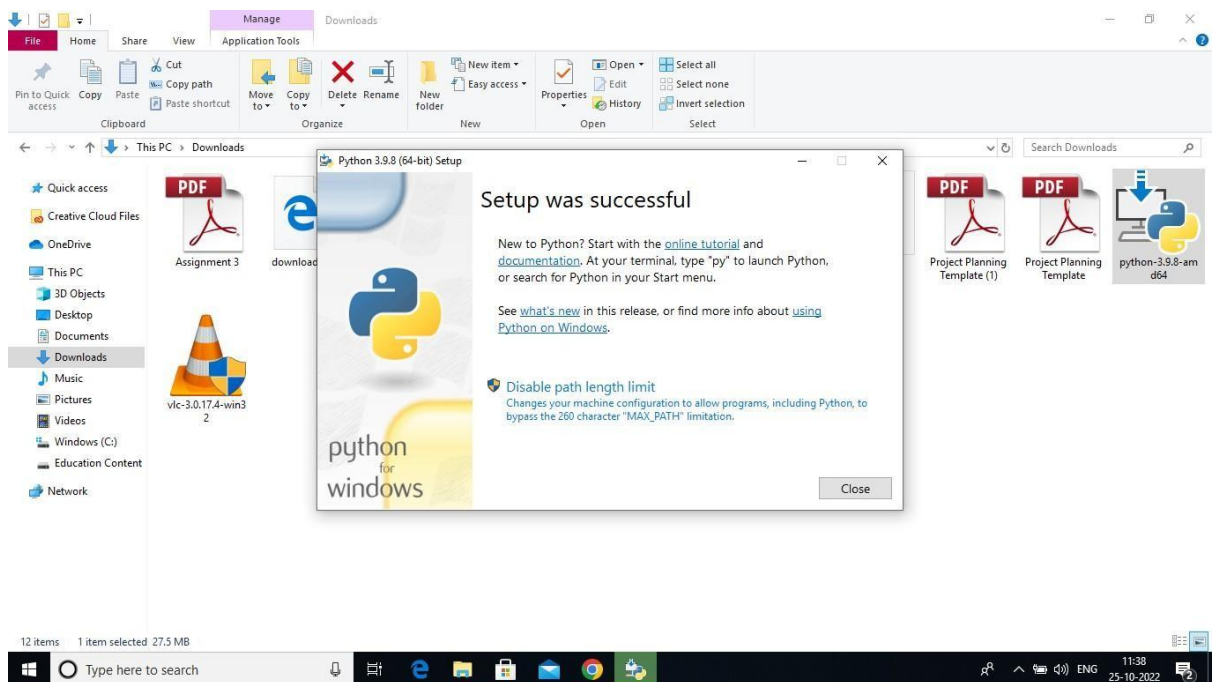 Manage
Downloads
File
Home
Share
View
Application Tools
Pin to Quick access
Copy
Paste
Cut
Copy path
Paste shortcut
Clipboard
Move to
Copy to
Delete
Rename
Organize
New folder
New item
Easy access
New
Properties
Open
Edit
History
Open
Select all
Select none
Invert selection
Select
This PC > Downloads
Search Downloads
Quick access
Creative Cloud Files
OneDrive
This PC
3D Objects
Desktop
Documents
Downloads
Music
Pictures
Videos
Windows (C:)
Education Content
Network
PDF
Assignment 3
download
vlc-3.0.17.4-win3
2
Python 3.9.8 (64-bit) Setup
Setup was successful
New to Python? Start with the online tutorial and
documentation. At your terminal, type "py" to launch Python,
or search for Python in your Start menu.
See what's new in this release, or find more info about using
Python on Windows.
Disable path length limit
Changes your machine configuration to allow programs, including Python, to
bypass the 260 character "MAX_PATH" limitation.
python
for
windows
Close
PDF
Project Planning
Template (1)
PDF
Project Planning
Template
python-3.9.8-am
d64
12 items
1 item selected 27.5 MB
Type here to search
ENG
11:38
25-10-2022
2